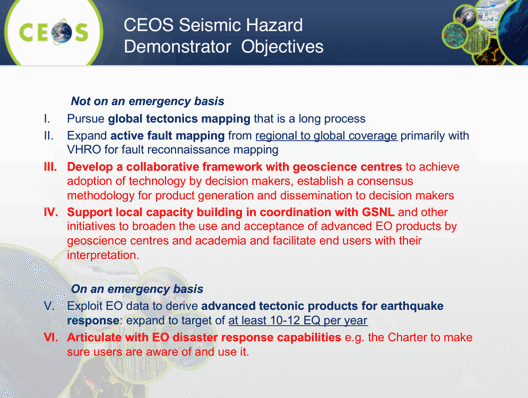 CEOS
CEOS Seismic Hazard
Demonstrator Objectives
Not on an emergency basis
I. Pursue global tectonics mapping that is a long process
II. Expand active fault mapping from regional to global coverage primarily with
VHRO for fault reconnaissance mapping
III. Develop a collaborative framework with geoscience centres to achieve
adoption of technology by decision makers, establish a consensus
methodology for product generation and dissemination to decision makers
IV. Support local capacity building in coordination with GSNL and other
initiatives to broaden the use and acceptance of advanced EO products by
geoscience centres and academia and facilitate end users with their
interpretation.
On an emergency basis
V. Exploit EO data to derive advanced tectonic products for earthquake
response: expand to target of at least 10-12 EQ per year
VI. Articulate with EO disaster response capabilities e.g. the Charter to make
sure users are aware of and use it.